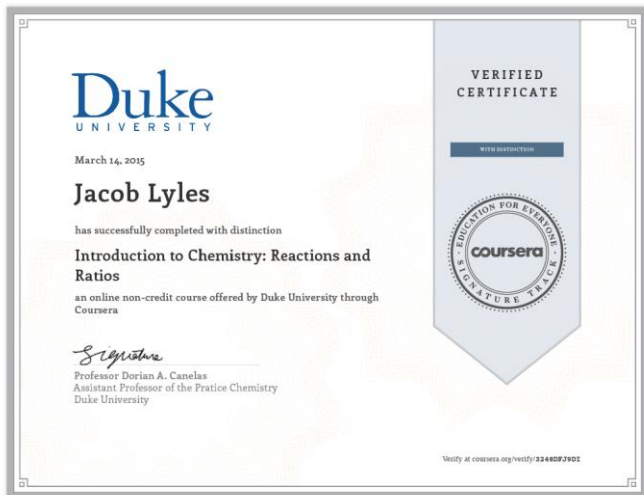 Duke
UNIVERSITY
March 14, 2015
Jacob Lyles
has successfully completed with distinction
Introduction to Chemistry: Reactions and
Ratios
an online non-credit course offered by Duke University through
Coursera
Signature
Professor Dorian A. Canelas
Assistant Professor of the Pratice Chemistry
Duke University
VERIFIED
CERTIFICATE
WITH DISTINCTION
EDUCATION FOR EVERYONE
coursera
SIGNATURE TRACK
Verify at coursera.org/verify/3248DFJ9DZ